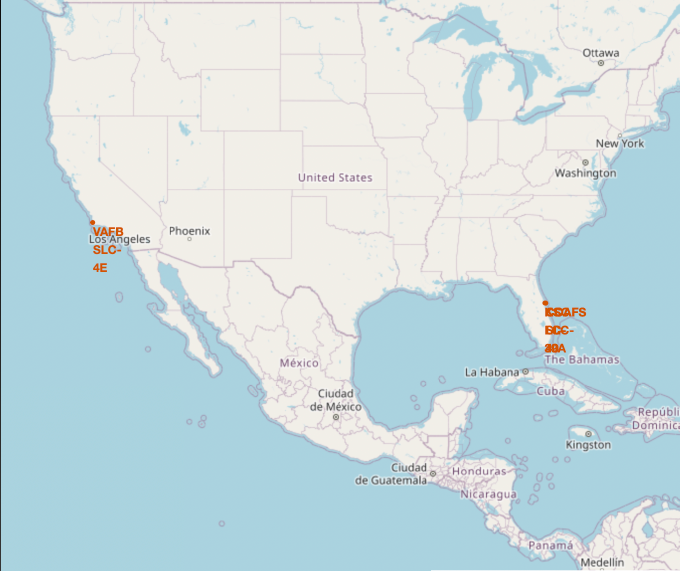 Ottawa
New York
Washington
United States
VAFB
SLC-
4E
Los Angeles
Phoenix
The Bahamas
La Habana
Cuba
México
Ciudad
de México
Repúbli
Dominica
Kingston
Ciudad
de Guatemala
Honduras
Nicaragua
Panamá
Medellín